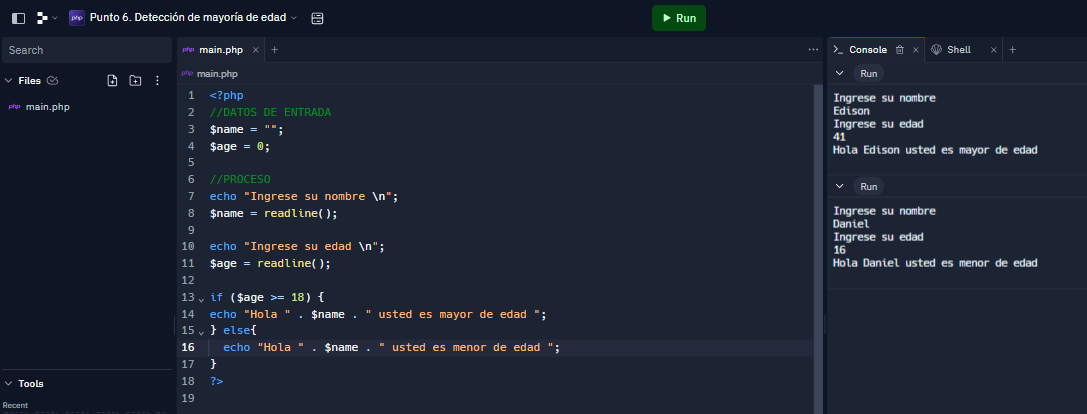 php Punto 6. Detección de mayoría de edad
Run
Search
Files
php main.php
Tools
Recent
php main.php
php main.php
1 <?php
2 //DATOS DE ENTRADA
3 $name = "";
4 $age = 0;
5
6 //PROCESO
7 echo "Ingrese su nombre \n";
8 $name = readline();
9
10 echo "Ingrese su edad \n";
11 $age = readline();
12
13 if ($age >= 18) {
14 echo "Hola " . $name . " usted es mayor de edad ";
15 } else{
16 echo "Hola " . $name . " usted es menor de edad ";
17 }
18 ?>
19
Console
Shell
Run
Ingrese su nombre
Edison
Ingrese su edad
41
Hola Edison usted es mayor de edad
Run
Ingrese su nombre
Daniel
Ingrese su edad
16
Hola Daniel usted es menor de edad